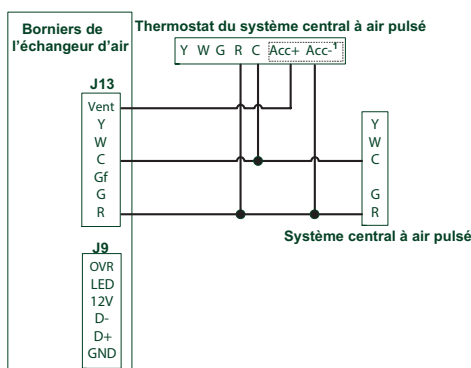 Borniers de
l’échangeur d’air
Thermostat du système central à air pulsé
Y W G R C Acc+ Acc-1
J13
Vent
Y
W
C
Gf
G
R
Y
W
C
G
R
Système central à air pulsé
J9
OVR
LED
12V
D-
D+
GND